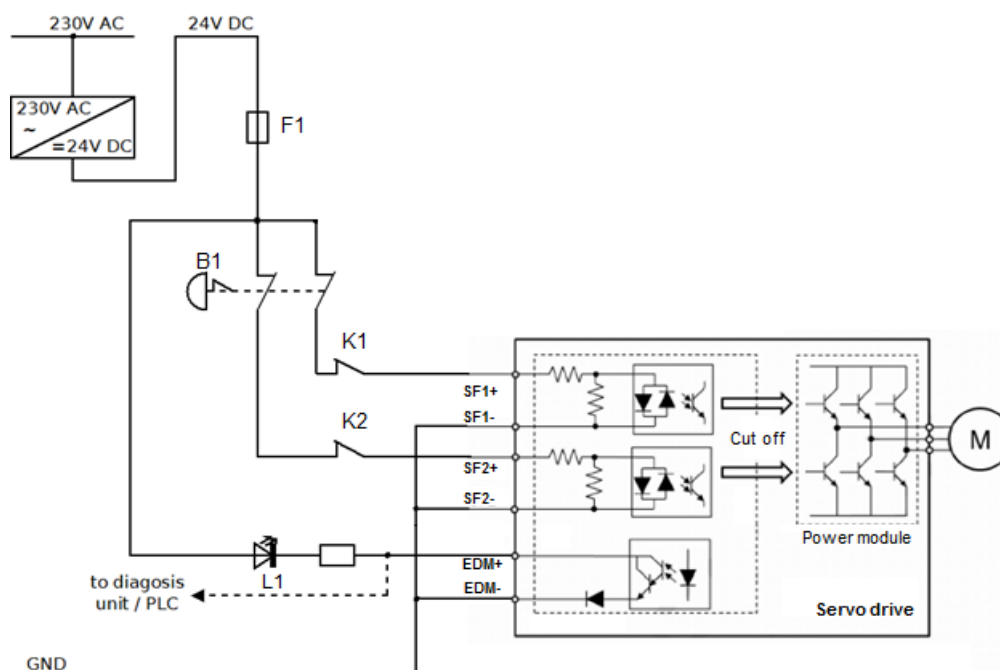 230V AC
24V DC
230V AC
~
=24V DC
F1
B1
K1
SF1+
SF1-
K2
Cut off
M
SF2+
SF2-
Power module
EDM+
L1
to diagosis
unit / PLC
EDM-
Servo drive
GND